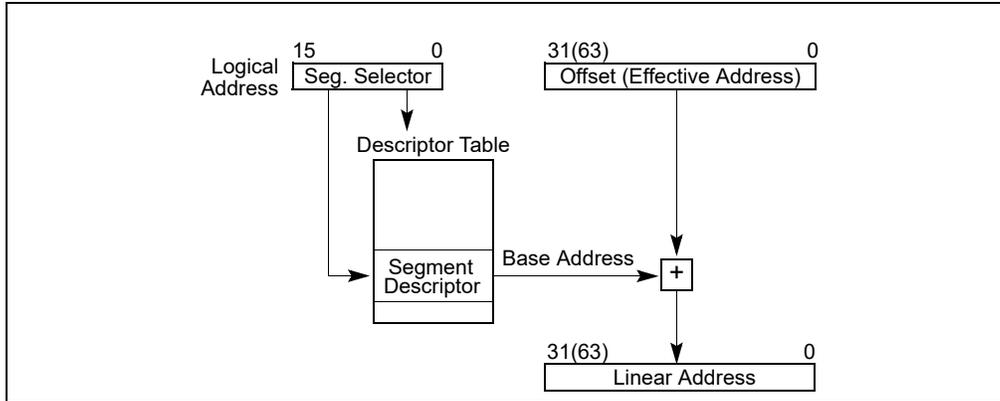 15 0
31(63) 0
Logical
Address
Seg. Selector
Offset (Effective Address)
Descriptor Table
Base Address
Segment
Descriptor
+
31(63) 0
Linear Address